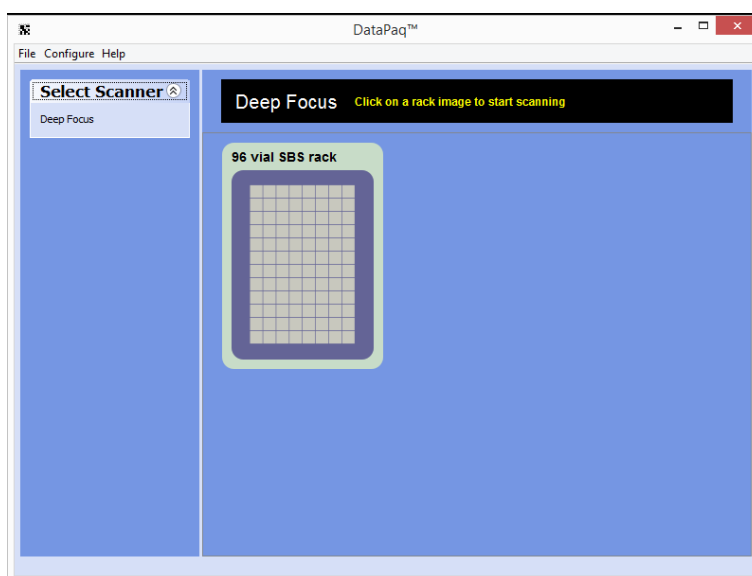 DataPaq™
File Configure Help
Select Scanner
Deep Focus
Deep Focus Click on a rack image to start scanning
96 vial SBS rack